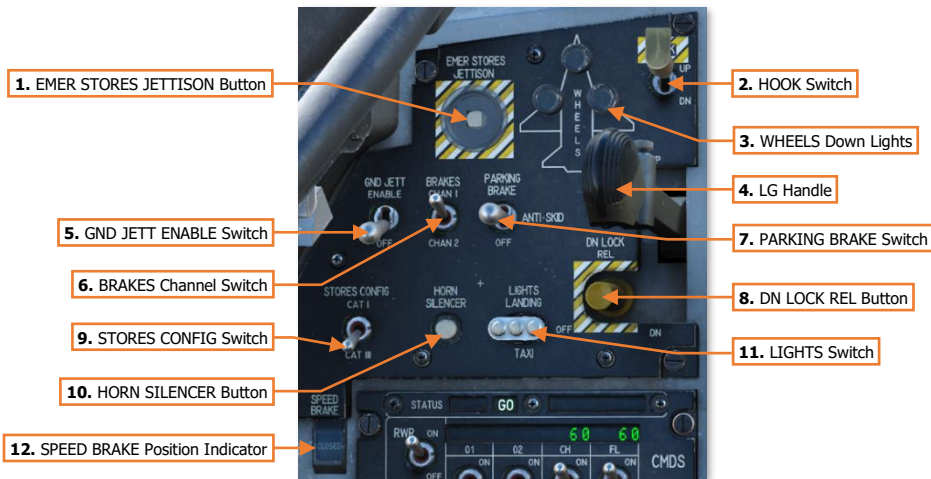 1. EMER STORES JETTISON Button
2. HOOK Switch
3. WHEELS Down Lights
4. LG Handle
5. GND JETT ENABLE Switch
6. BRAKES Channel Switch
7. PARKING BRAKE Switch
8. DN LOCK REL Button
9. STORES CONFIG Switch
10. HORN SILENCER Button
11. LIGHTS Switch
12. SPEED BRAKE Position Indicator
EMER STORES
JETTISON
WHEELS
UP
DN
GND JETT
ENABLE
OFF
BRAKES
CHAN 1
CHAN 2
PARKING
BRAKE
ANTI-SKID
OFF
DN LOCK
REL
STORES CONFIG
CAT I
CAT III
HORN
SILENCER
LIGHTS
LANDING
OFF
TAXI
DN
SPEED
BRAKE
CLOSED
STATUS
GO
RWR
ON
OFF
60 60
01 02 CH FL
ON ON ON ON
CMDS